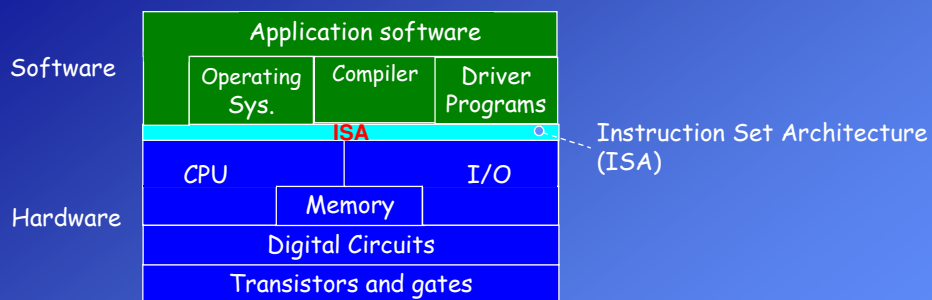 Application software
Software
Operating
Sys.
Compiler
Driver
Programs
ISA
Instruction Set Architecture
(ISA)
CPU
I/O
Hardware
Memory
Digital Circuits
Transistors and gates